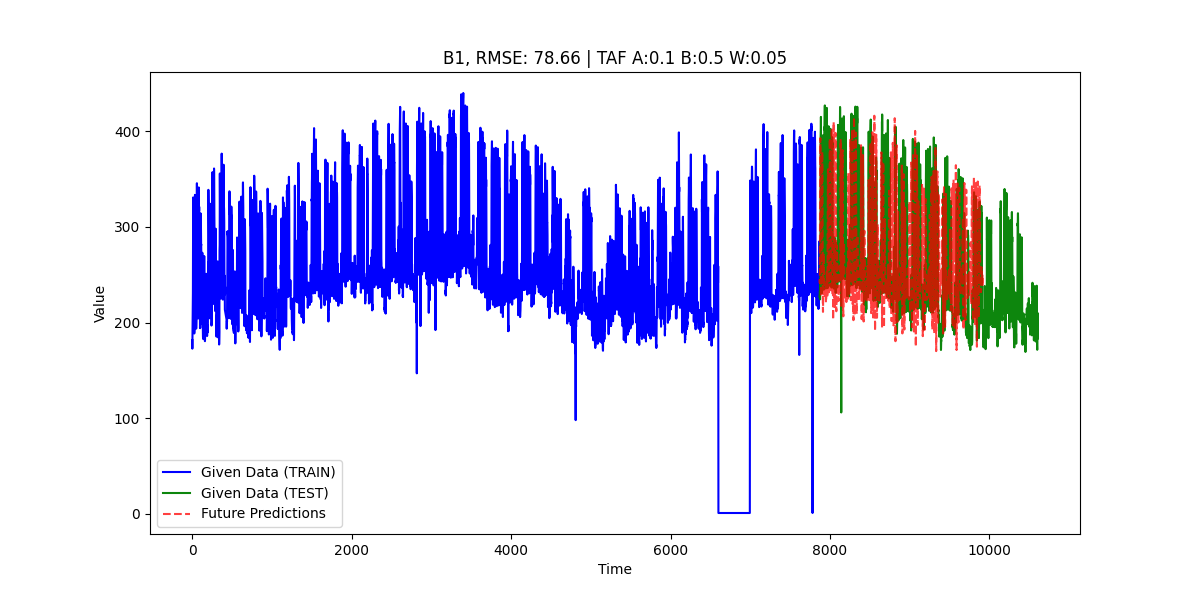 B1, RMSE: 78.66 | TAF A:0.1 B:0.5 W:0.05
400
300
200
100
0
Value
Given Data (TRAIN)
Given Data (TEST)
Future Predictions
0 2000 4000 6000 8000 10000
Time